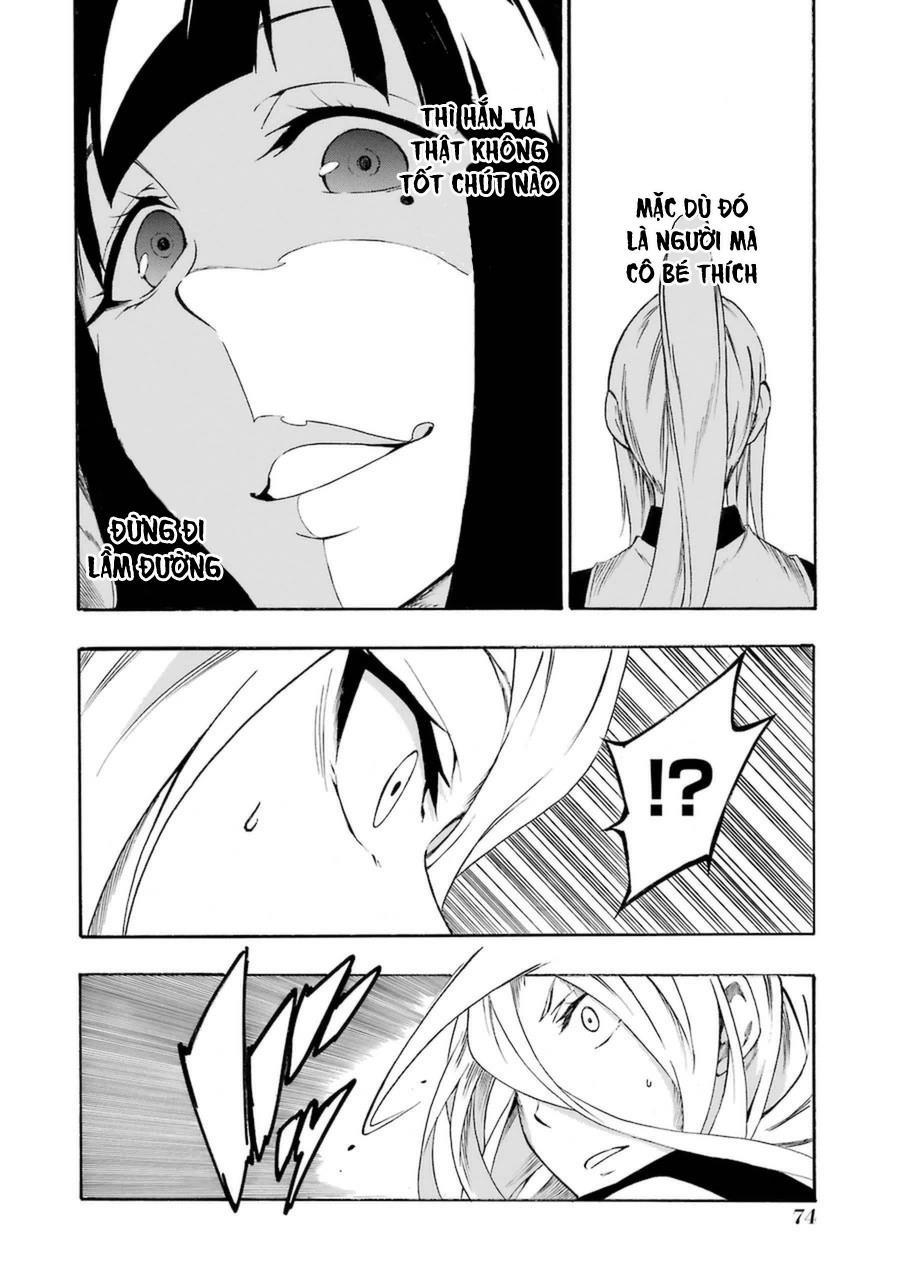 MẶC DÙ ĐÓ
LÀ NGƯỜI MÀ
CÔ BÉ THÍCH
THÌ HẮN TA
THẬT KHÔNG
TỐT CHÚT NÀO
ĐỪNG ĐI
LẦM ĐƯỜNG
!?
74